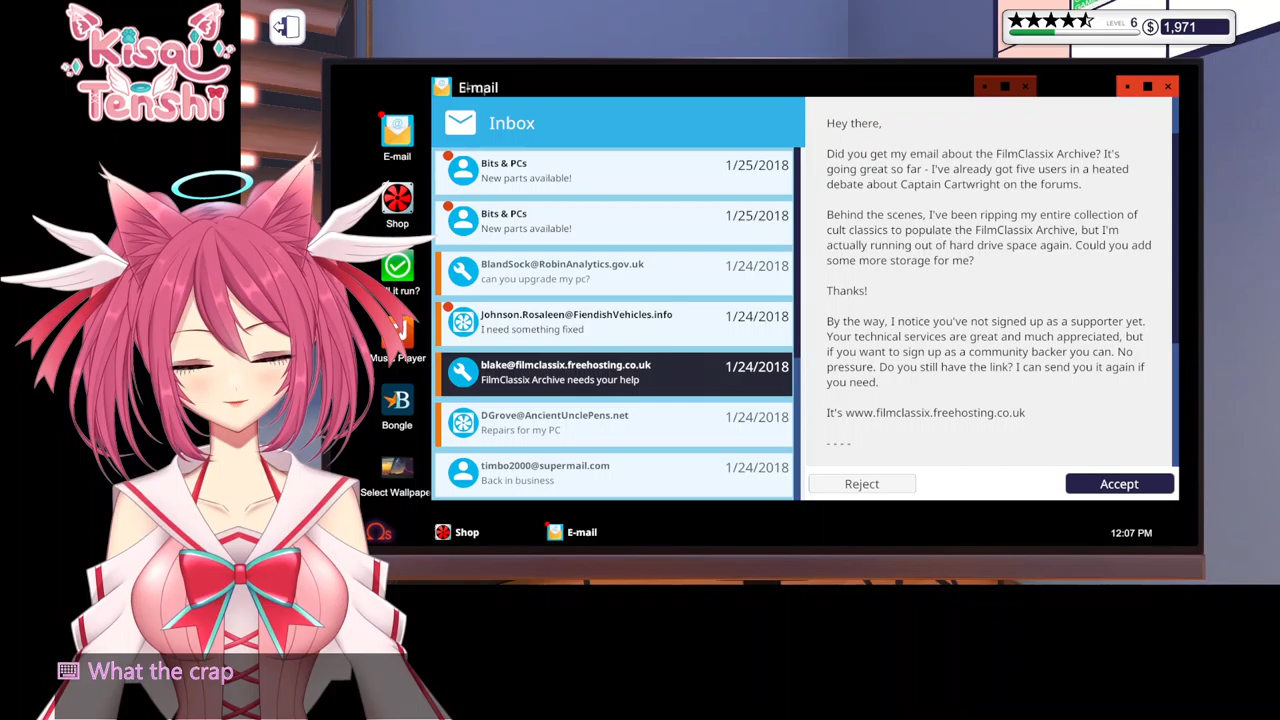 Kisai
Tenshi
LEVEL 6
$ 1,971
E-mail
E-mail
Shop
Music Player
Bongle
Select Wallpape
Inbox
Bits & PCs
1/25/2018
New parts available!
Bits & PCs
1/25/2018
New parts available!
BlandSock@RobinAnalytics.gov.uk
1/24/2018
can you upgrade my pc?
Johnson.Rosaleen@FiendishVehicles.info
1/24/2018
I need something fixed
blake@filmclassix.freehosting.co.uk
1/24/2018
FilmClassix Archive needs your help
DGrove@AncientUnclePens.net
1/24/2018
Repairs for my PC
timbo2000@supermail.com
1/24/2018
Back in business
Hey there,
Did you get my email about the FilmClassix Archive? It's
going great so far - I've already got five users in a heated
debate about Captain Cartwright on the forums.
Behind the scenes, I've been ripping my entire collection of
cult classics to populate the FilmClassix Archive, but I'm
actually running out of hard drive space again. Could you add
some more storage for me?
Thanks!
By the way, I notice you've not signed up as a supporter yet.
Your technical services are great and much appreciated, but
if you want to sign up as a community backer you can. No
pressure. Do you still have the link? I can send you it again if
you need.
It's www.filmclassix.freehosting.co.uk
- - - -
Reject
Accept
Ωs
Shop
E-mail
12:07 PM
What the crap